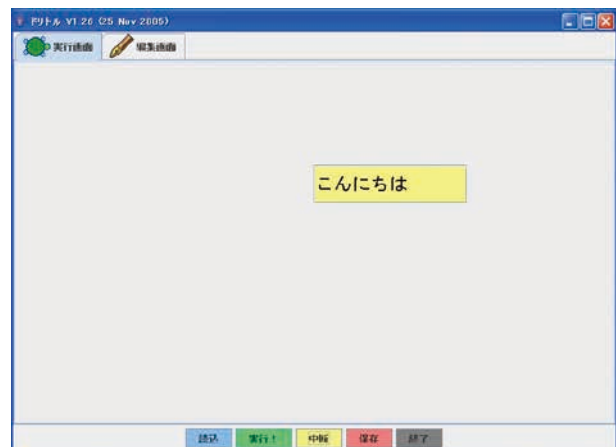 ドリトル V1.26 (25 Nov 2005)
実行画面 編集画面
こんにちは
読込 実行！ 中断 保存 終了